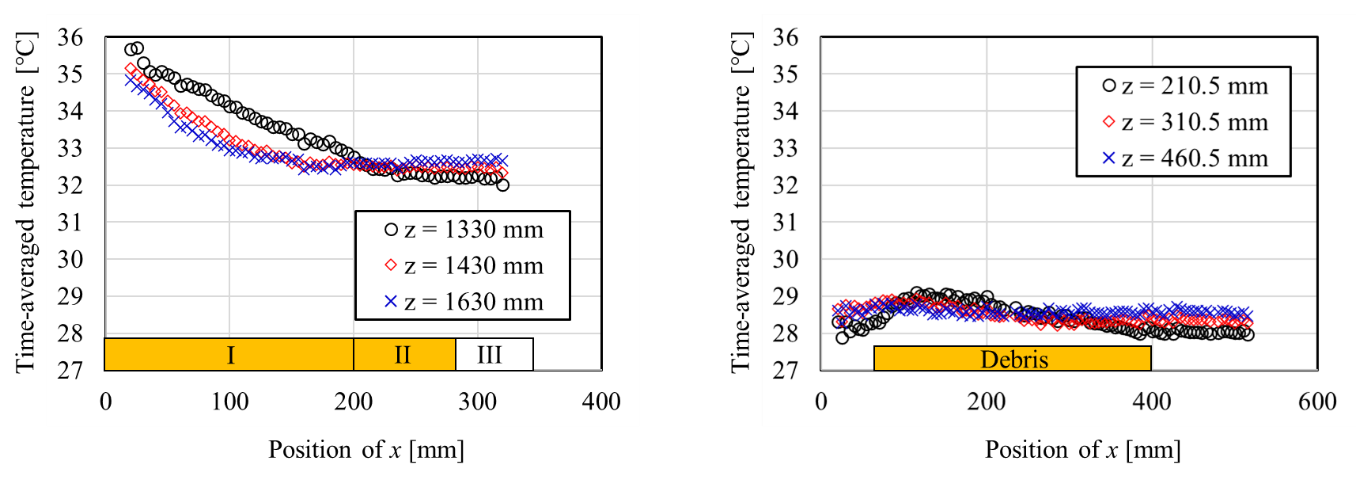 Time-averaged temperature [℃]
36
35
34
33
32
31
30
29
28
27
z = 1330 mm
z = 1430 mm
z = 1630 mm
I II III
0 100 200 300 400
Position of x [mm]
Time-averaged temperature [℃]
36
35
34
33
32
31
30
29
28
27
z = 210.5 mm
z = 310.5 mm
z = 460.5 mm
Debris
0 200 400 600
Position of x [mm]